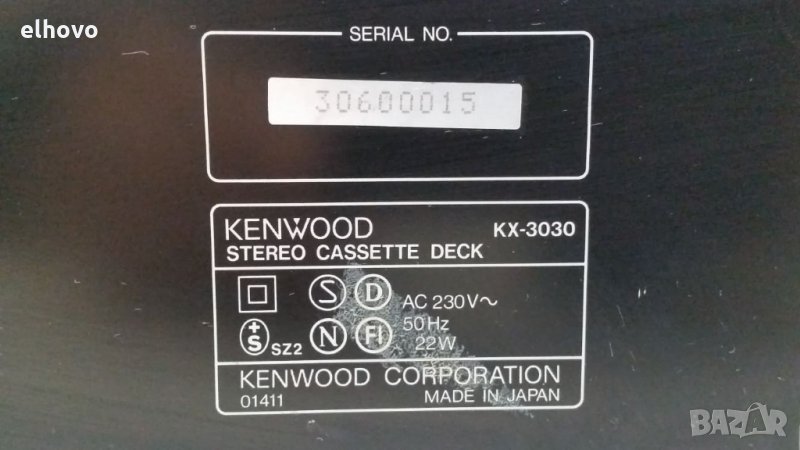 elhovo
SERIAL NO.
30600015
KENWOOD KX-3030
STEREO CASSETTE DECK
S D AC 230V~
+S SZ2 N FI 50Hz
22W
KENWOOD CORPORATION
01411 MADE IN JAPAN
BAZAR